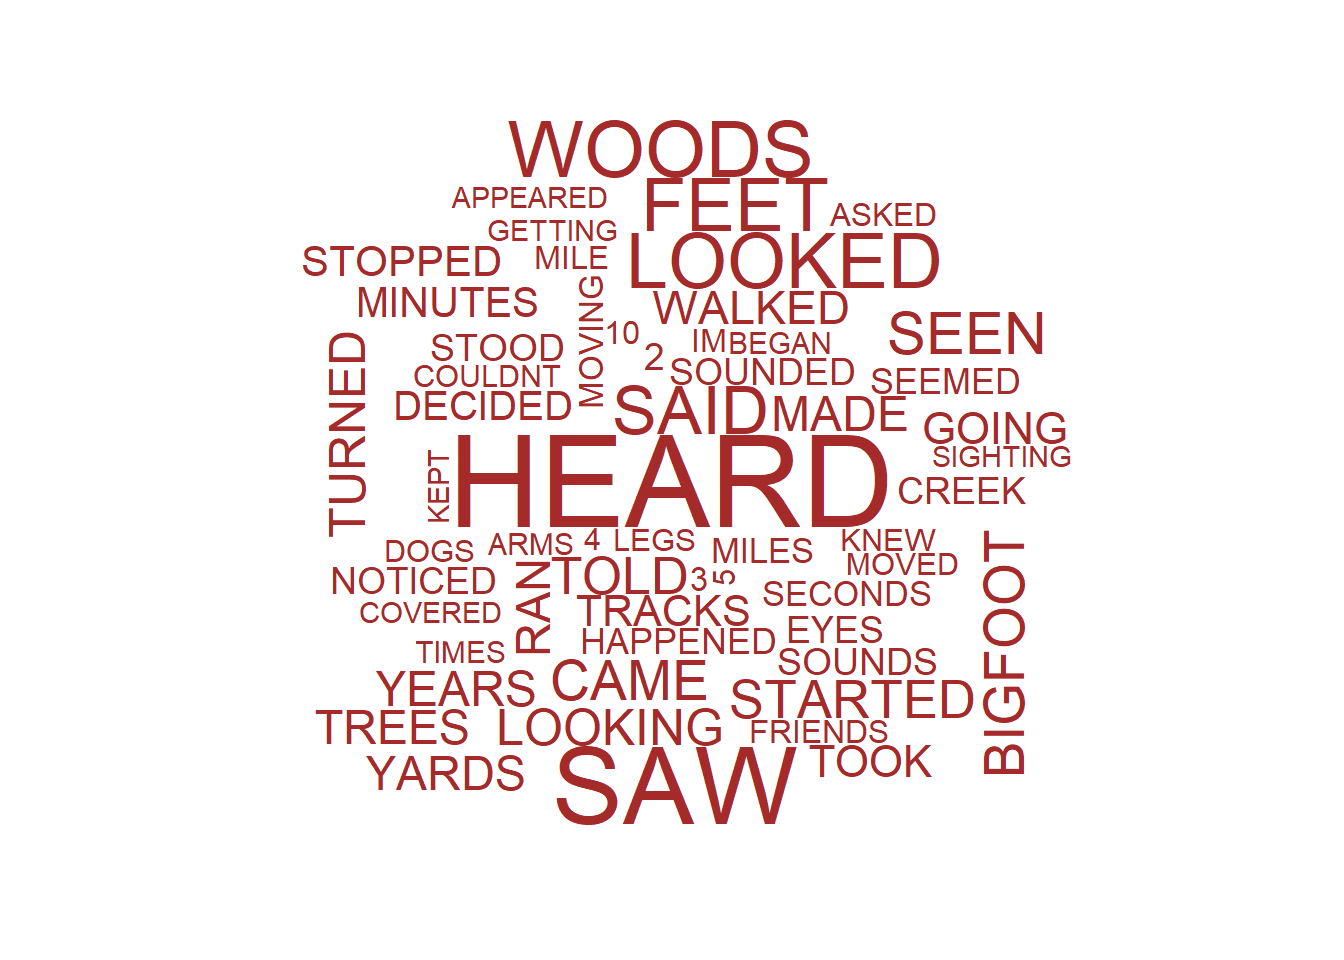 WOODS
APPEARED
FEET
ASKED
GETTING
STOPPED
MILE
LOOKED
MINUTES
MOVING
WALKED
SEEN
10
IM
BEGAN
STOOD
2
TURNED
COULDNT
SOUNDED
SEEMED
DECIDED
SAID
MADE
GOING
SIGHTING
KEPT
HEARD
CREEK
DOGS
ARMS
4
LEGS
MILES
KNEW
MOVED
NOTICED
RAN
TOLD
3
5
SECONDS
BIGFOOT
COVERED
TRACKS
HAPPENED
EYES
TIMES
SOUNDS
YEARS
CAME
STARTED
TREES
LOOKING
FRIENDS
YARDS
SAW
TOOK